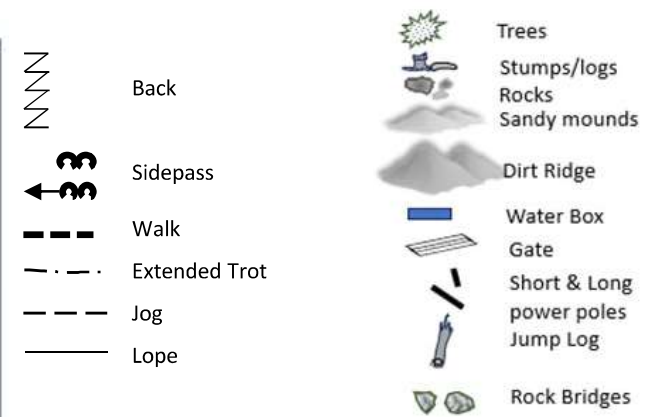 Back
Sidepass
Walk
Extended Trot
Jog
Lope
Trees
Stumps/logs
Rocks
Sandy mounds
Dirt Ridge
Water Box
Gate
Short & Long
power poles
Jump Log
Rock Bridges